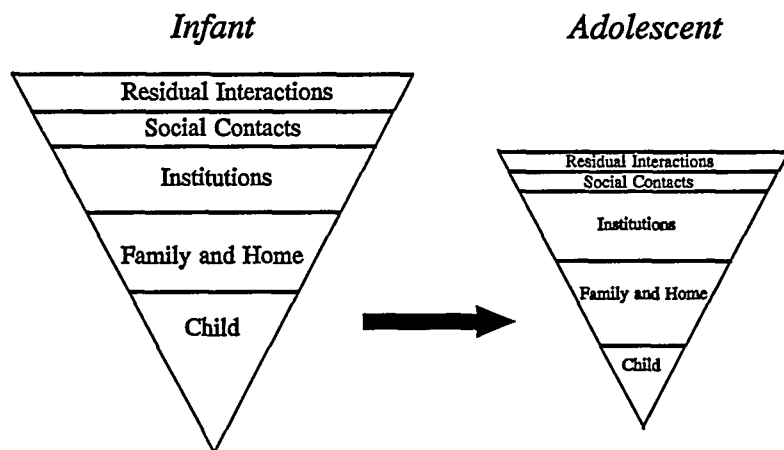 Infant
Residual Interactions
Social Contacts
Institutions
Family and Home
Child
Adolescent
Residual Interactions
Social Contacts
Institutions
Family and Home
Child